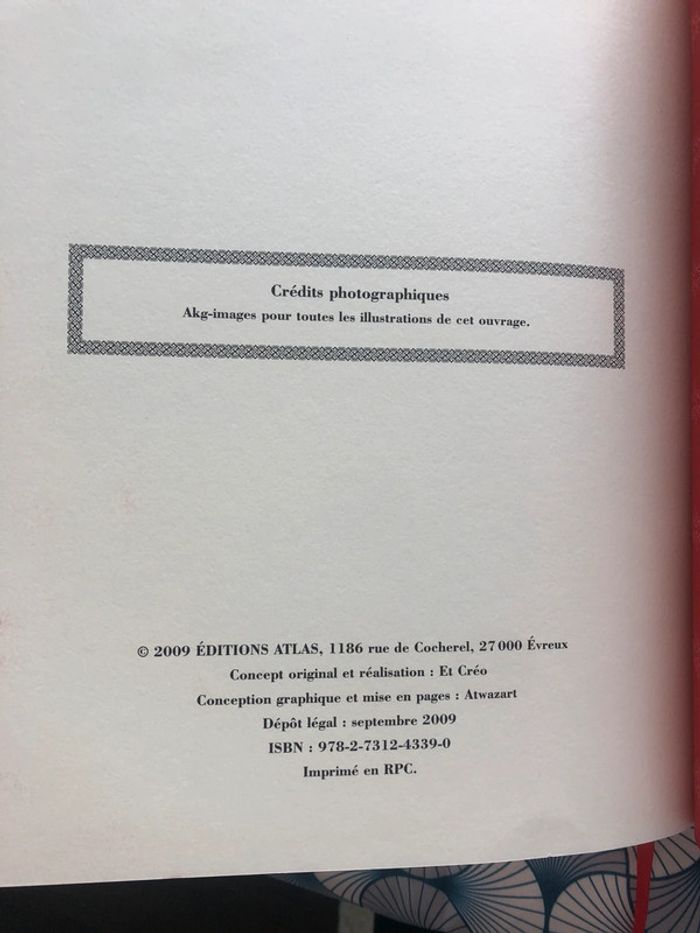 Crédits photographiques
Akg-images pour toutes les illustrations de cet ouvrage.
© 2009 ÉDITIONS ATLAS, 1186 rue de Cocherel, 27 000 Évreux
Concept original et réalisation : Et Créo
Conception graphique et mise en pages : Atwazart
Dépôt légal : septembre 2009
ISBN : 978-2-7312-4339-0
Imprimé en RPC.